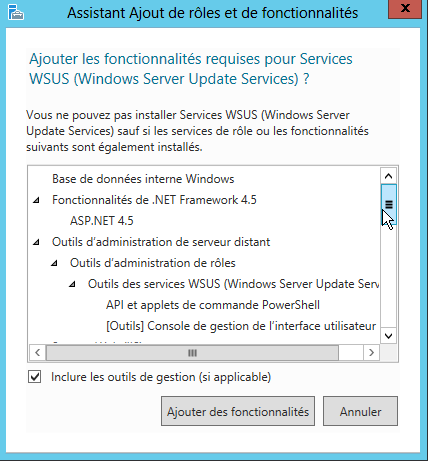 Assistant Ajout de rôles et de fonctionnalités
Ajouter les fonctionnalités requises pour Services
WSUS (Windows Server Update Services) ?
Vous ne pouvez pas installer Services WSUS (Windows Server
Update Services) sauf si les services de rôle ou les fonctionnalités
suivants sont également installés.
Base de données interne Windows
Fonctionnalités de .NET Framework 4.5
ASP.NET 4.5
Outils d’administration de serveur distant
Outils d’administration de rôles
Outils des services WSUS (Windows Server Update Serv
API et applets de commande PowerShell
[Outils] Console de gestion de l’interface utilisateur
Inclure les outils de gestion (si applicable)
Ajouter des fonctionnalités
Annuler